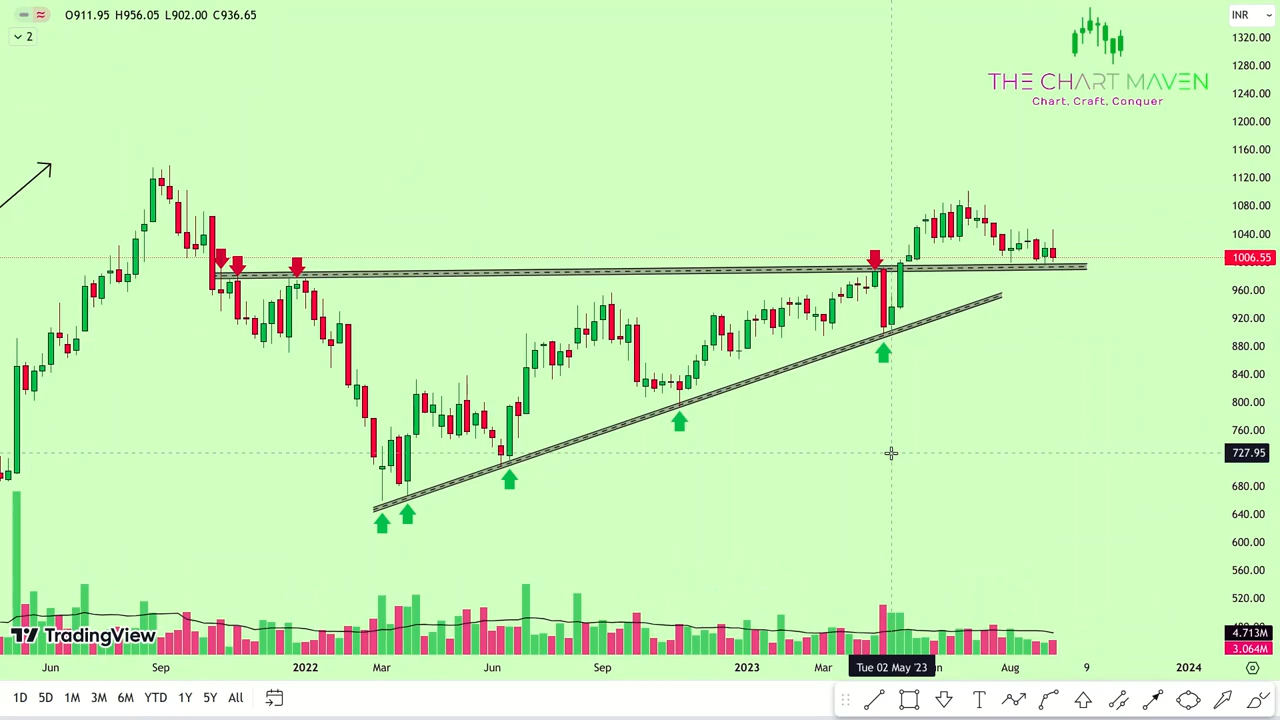 O911.95 H956.05 L902.00 C936.65
INR
2
THE CHART MAVEN
Chart, Craft, Conquer
1320.00
1280.00
1240.00
1200.00
1160.00
1120.00
1080.00
1040.00
1006.55
960.00
920.00
880.00
840.00
800.00
760.00
727.95
680.00
640.00
600.00
560.00
520.00
4.713M
3.064M
TradingView
Jun Sep 2022 Mar Jun Sep 2023 Mar Tue 02 May '23 Aug 9 2024
1D 5D 1M 3M 6M YTD 1Y 5Y All